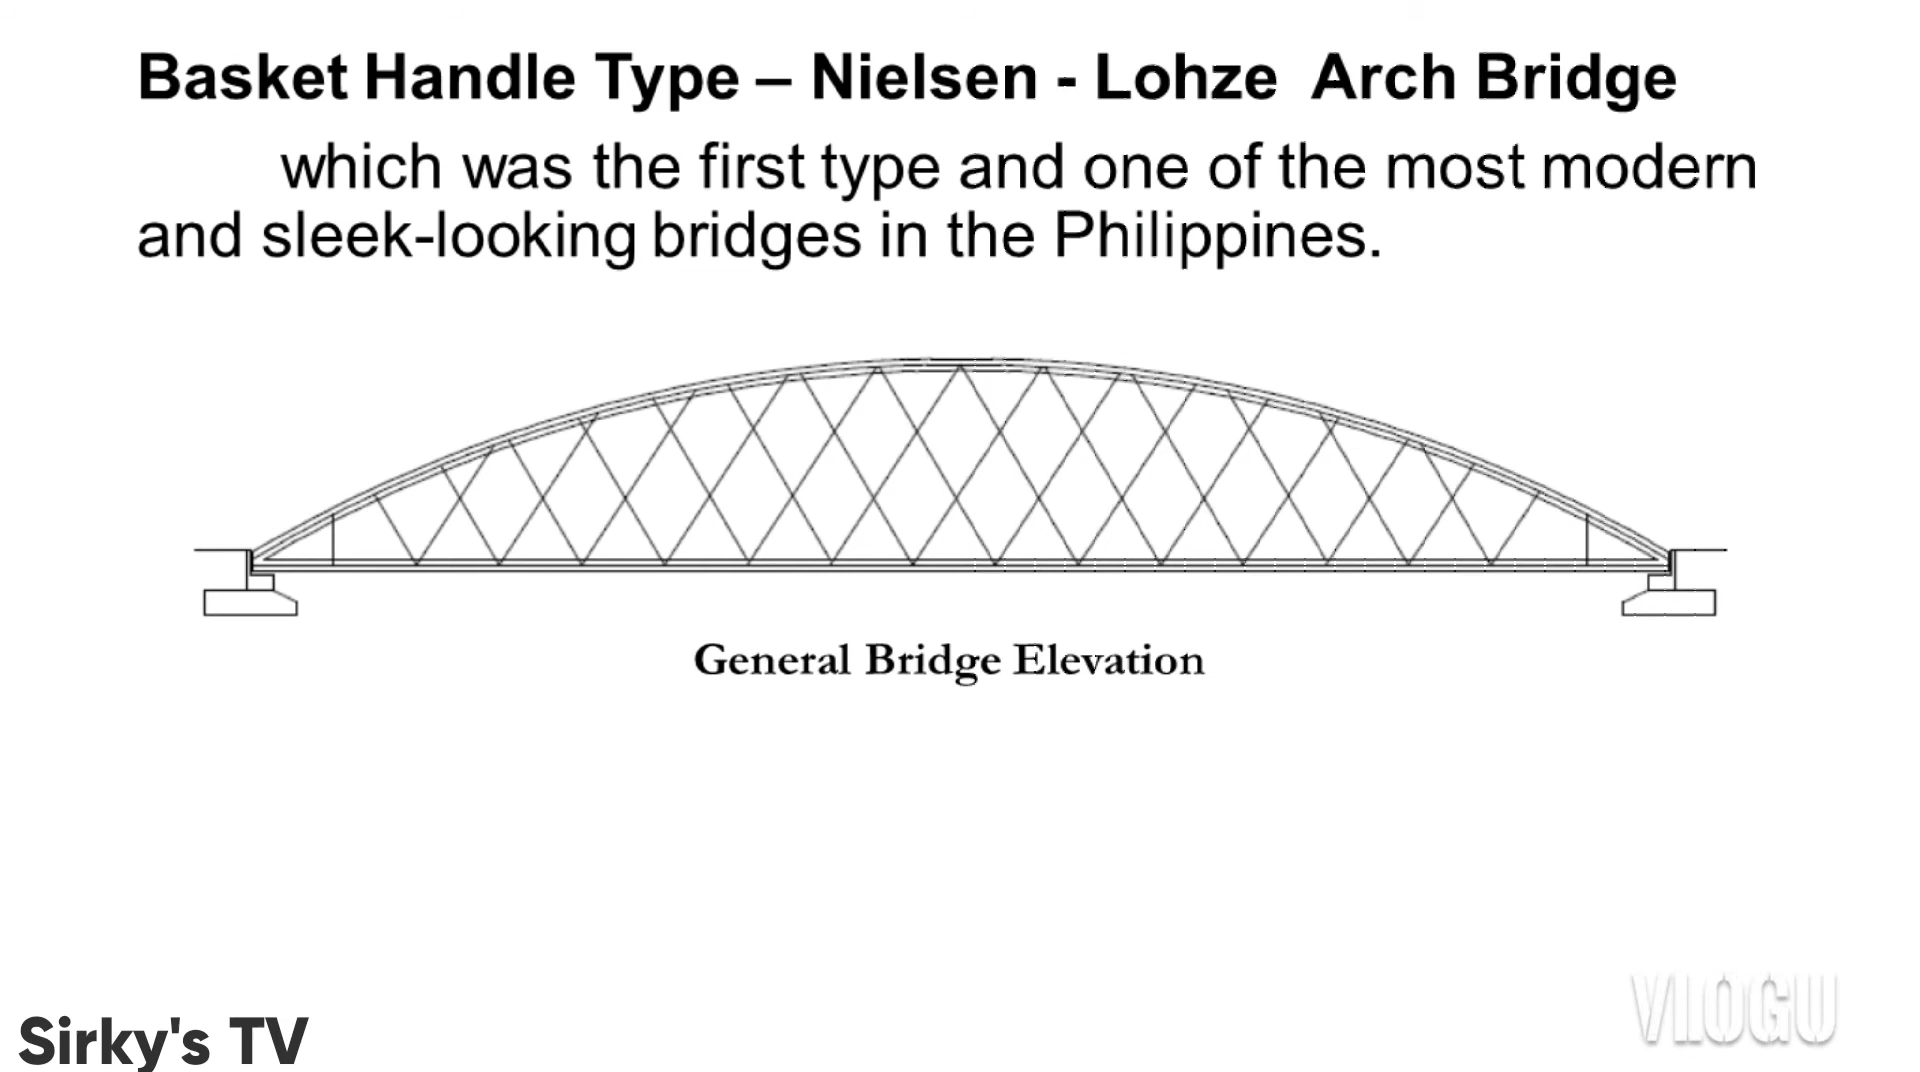 Basket Handle Type – Nielsen - Lohze Arch Bridge
which was the first type and one of the most modern
and sleek-looking bridges in the Philippines.
General Bridge Elevation
VLOGU
Sirky's TV